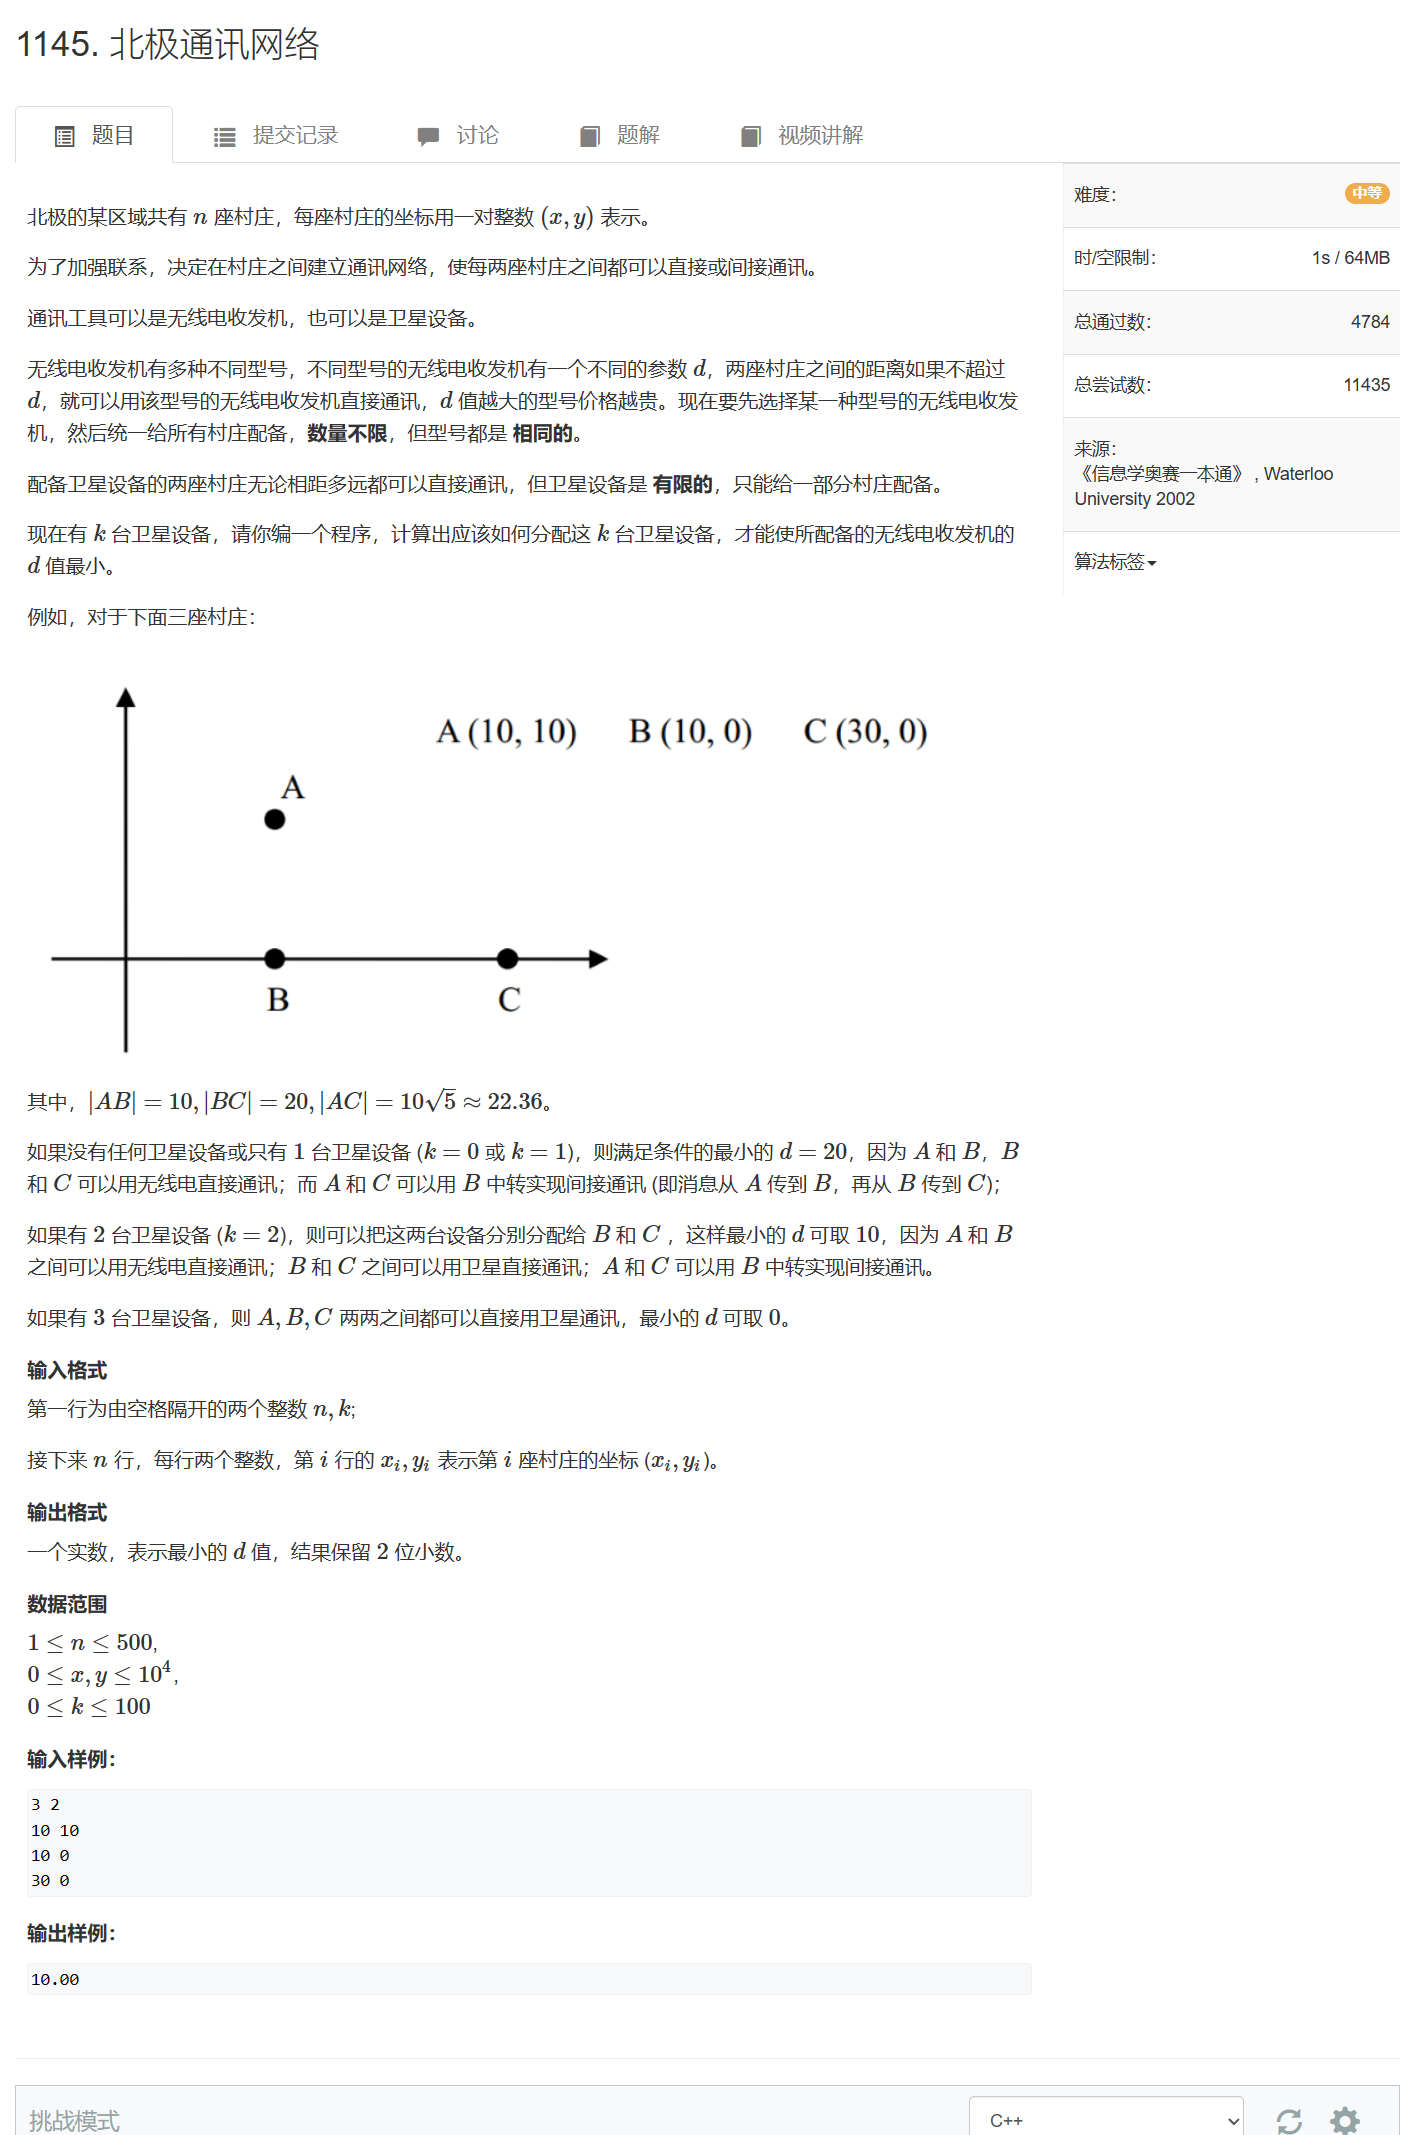 1145. 北极通讯网络
题目 提交记录 讨论 题解 视频讲解
难度： 中等
时/空限制： 1s / 64MB
总通过数： 4784
总尝试数： 11435
来源：
《信息学奥赛一本通》 , Waterloo
University 2002
算法标签
北极的某区域共有 n 座村庄，每座村庄的坐标用一对整数 (x, y) 表示。
为了加强联系，决定在村庄之间建立通讯网络，使每两座村庄之间都可以直接或间接通讯。
通讯工具可以是无线电收发机，也可以是卫星设备。
无线电收发机有多种不同型号，不同型号的无线电收发机有一个不同的参数 d，两座村庄之间的距离如果不超过
d，就可以用该型号的无线电收发机直接通讯，d 值越大的型号价格越贵。现在要先选择某一种型号的无线电收发
机，然后统一给所有村庄配备，数量不限，但型号都是 相同的。
配备卫星设备的两座村庄无论相距多远都可以直接通讯，但卫星设备是 有限的，只能给一部分村庄配备。
现在有 k 台卫星设备，请你编一个程序，计算出应该如何分配这 k 台卫星设备，才能使所配备的无线电收发机的
d 值最小。
例如，对于下面三座村庄：
A (10, 10) B (10, 0) C (30, 0)
A
B C
其中，|AB| = 10, |BC| = 20, |AC| = 10√5 ≈ 22.36。
如果没有任何卫星设备或只有 1 台卫星设备 (k = 0 或 k = 1)，则满足条件的最小的 d = 20，因为 A 和 B，B
和 C 可以用无线电直接通讯；而 A 和 C 可以用 B 中转实现间接通讯 (即消息从 A 传到 B，再从 B 传到 C)；
如果有 2 台卫星设备 (k = 2)，则可以把这两台设备分别分配给 B 和 C ，这样最小的 d 可取 10，因为 A 和 B
之间可以用无线电直接通讯；B 和 C 之间可以用卫星直接通讯；A 和 C 可以用 B 中转实现间接通讯。
如果有 3 台卫星设备，则 A, B, C 两两之间都可以直接用卫星通讯，最小的 d 可取 0。
输入格式
第一行为由空格隔开的两个整数 n, k;
接下来 n 行，每行两个整数，第 i 行的 xᵢ, yᵢ 表示第 i 座村庄的坐标 (xᵢ, yᵢ)。
输出格式
一个实数，表示最小的 d 值，结果保留 2 位小数。
数据范围
1 ≤ n ≤ 500,
0 ≤ x, y ≤ 10⁴,
0 ≤ k ≤ 100
输入样例：
3 2
10 10
10 0
30 0
输出样例：
10.00
挑战模式 C++